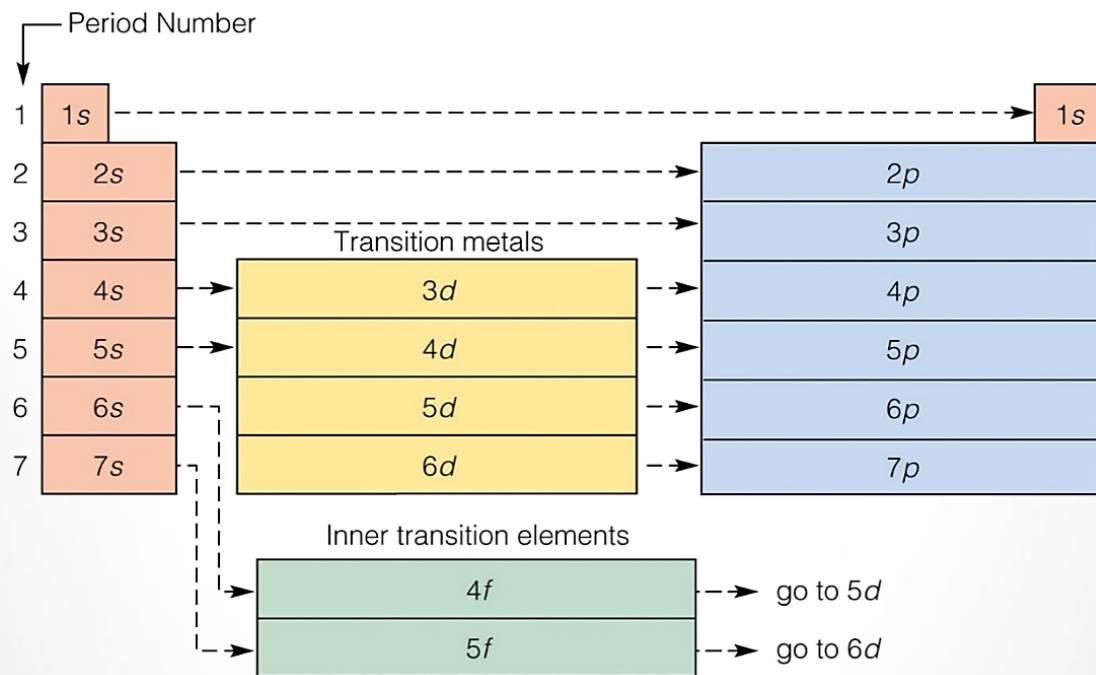 Period Number
1 1s 1s
2 2s 2p
3 3s 3p
Transition metals
4 4s 3d 4p
5 5s 4d 5p
6 6s 5d 6p
7 7s 6d 7p
Inner transition elements
4f go to 5d
5f go to 6d